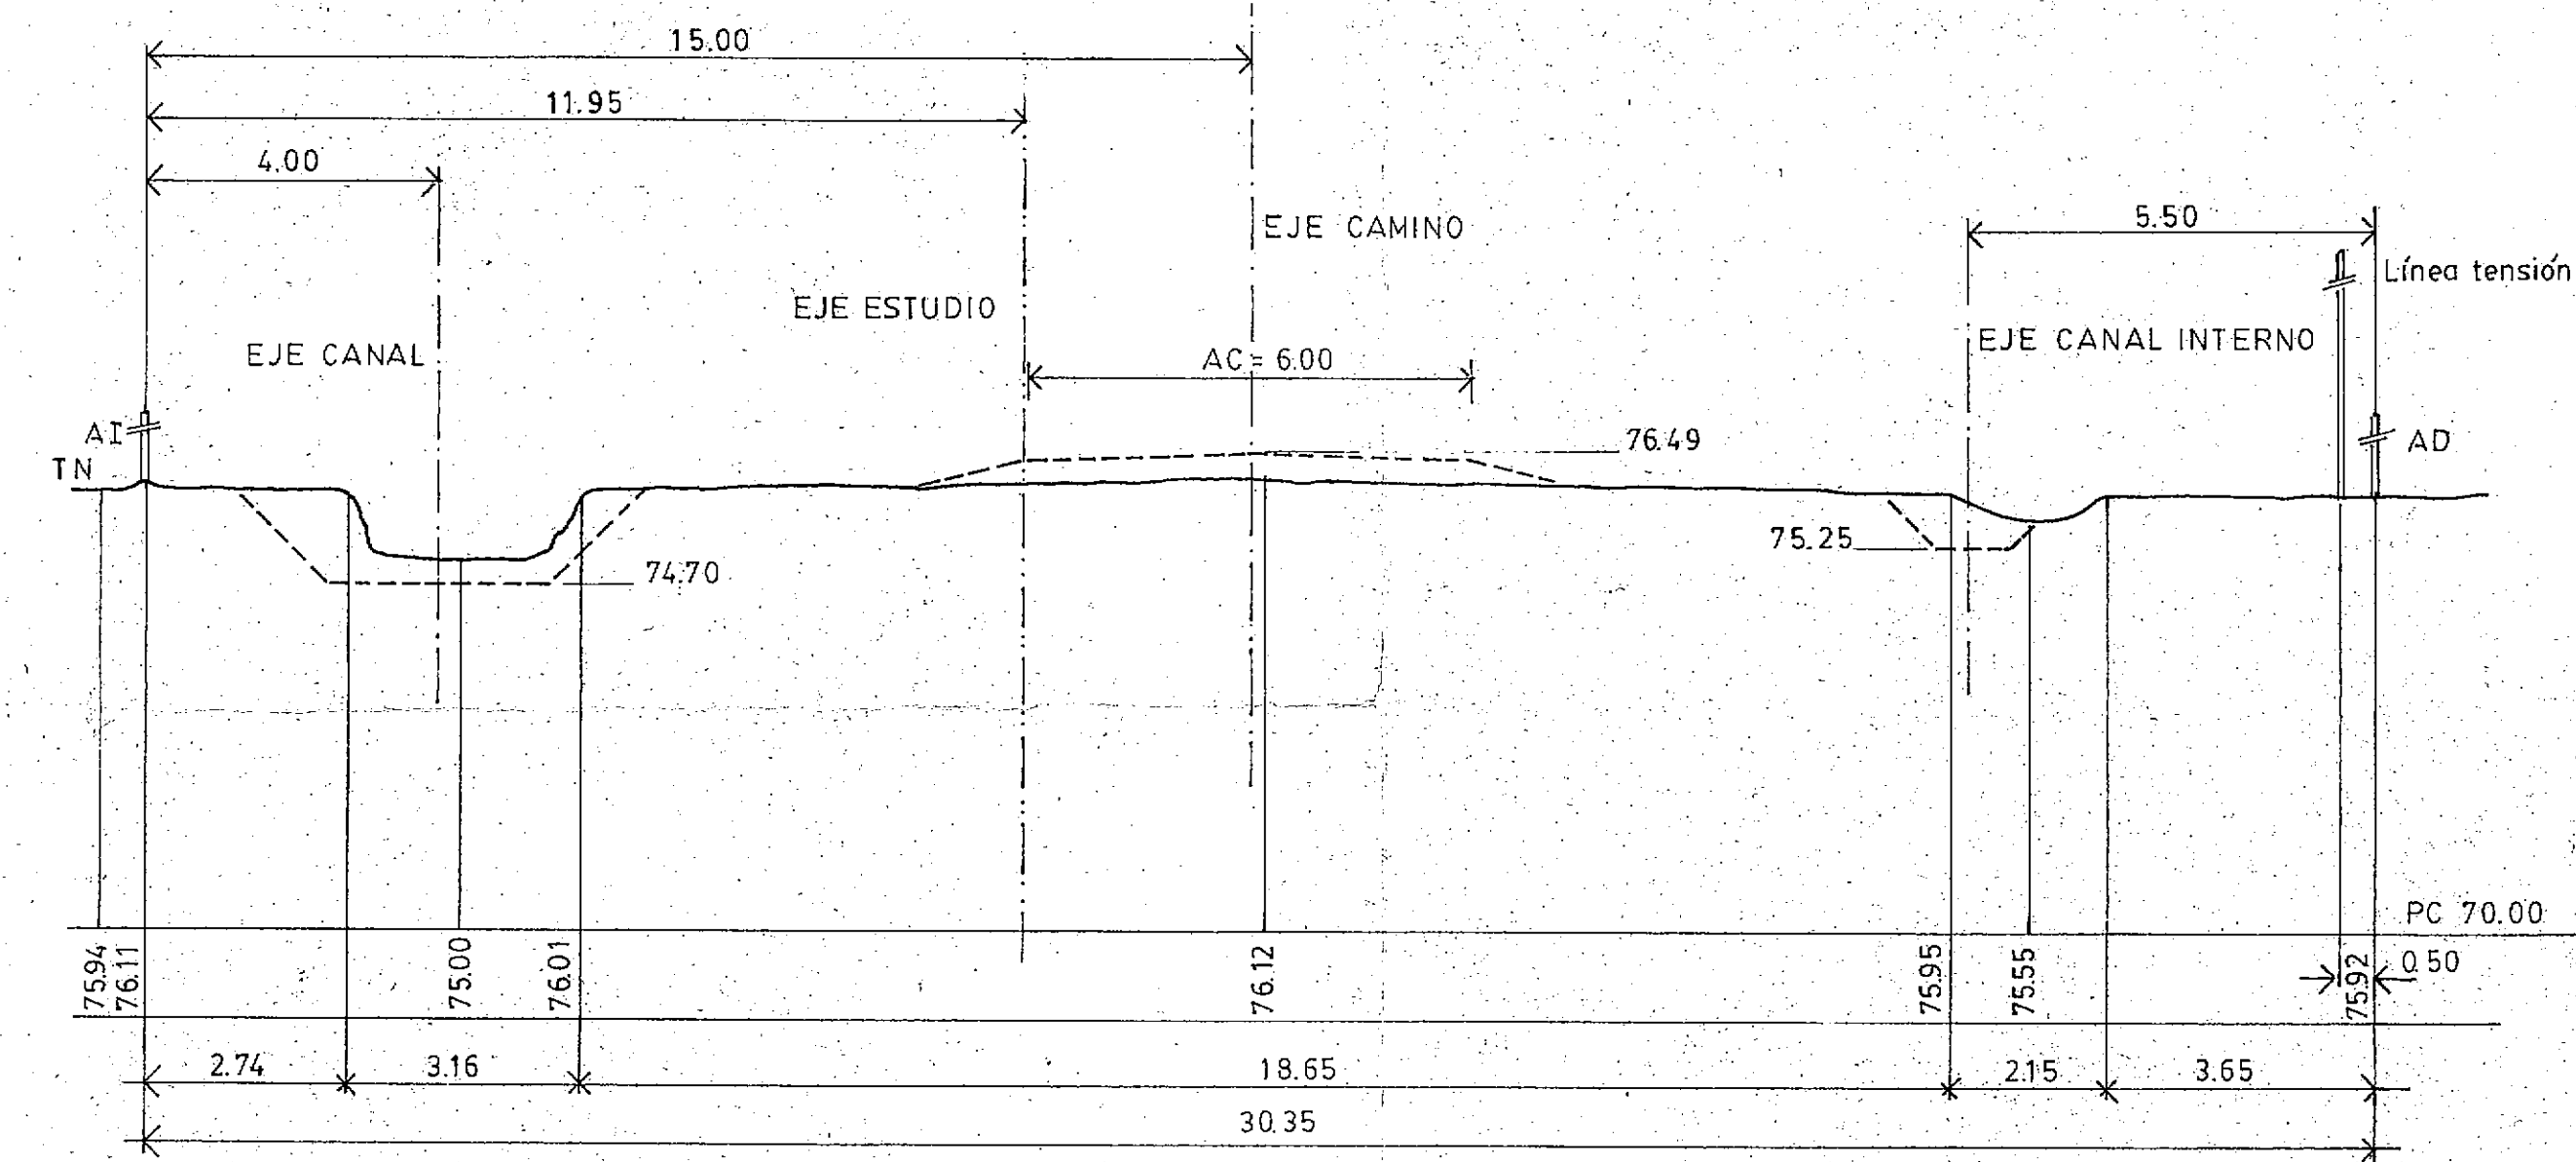 15.00
11.95
4.00
EJE CAMINO
5.50
Línea tensión
EJE ESTUDIO
EJE CANAL
EJE CANAL INTERNO
AC= 6.00
AI
76.49
AD
TN
75.25
74.70
PC 70.00
75.94
76.11
75.00
76.01
76.12
75.95
75.55
75.92
0.50
2.74
3.16
18.65
2.15
3.65
30.35